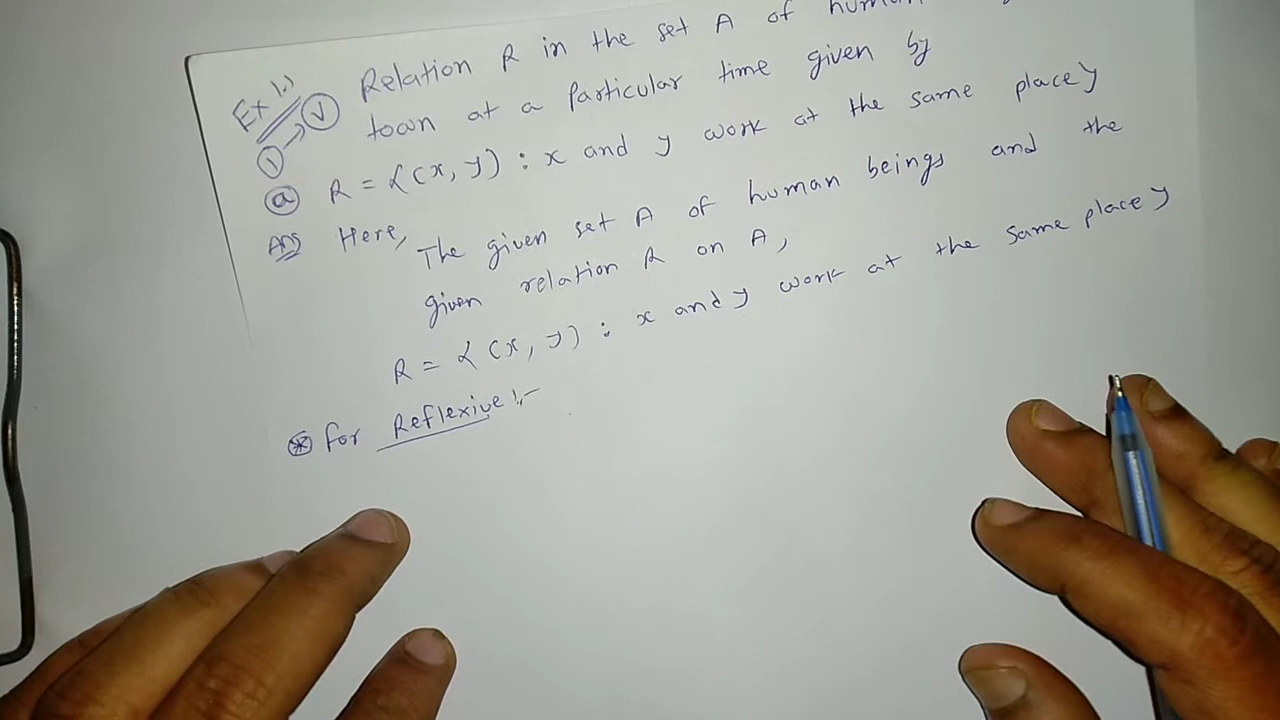 Ex 1.1
① → ⓥ Relation R in the set A of human
town at a particular time given by
ⓐ R = {(x, y) : x and y work at the same place}
Ans Here, The given set A of human beings and the
given relation R on A,
R = {(x, y) : x and y work at the same place}
⊛ for Reflexive :-